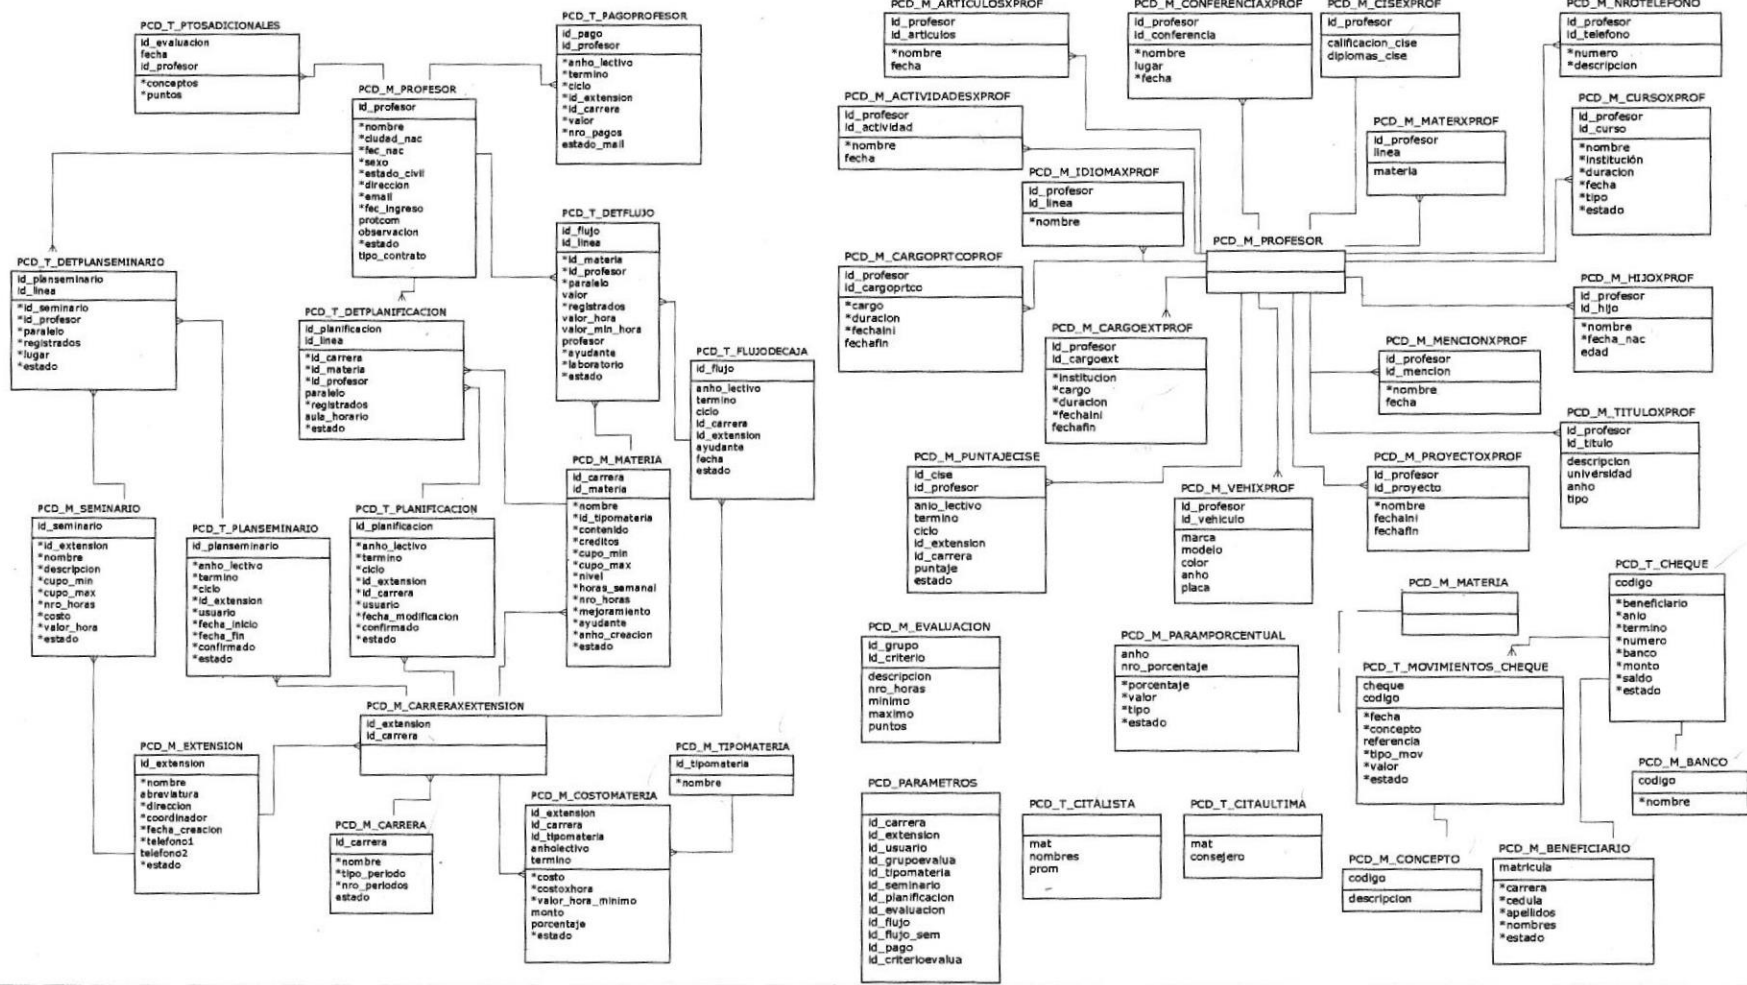 PCD_T_PTOSADICIONALES
id_evaluacion
fecha
id_profesor
*conceptos
*puntos
PCD_T_PAGOPROFESOR
id_pago
id_profesor
*anho_lectivo
*termino
*ciclo
*id_extension
*id_carrera
*valor
*nro_pagos
estado_mail
PCD_M_PROFESOR
id_profesor
*nombre
*ciudad_nac
*fec_nac
*sexo
*estado_civil
*direccion
*email
*fec_ingreso
protcom
observacion
*estado
tipo_contrato
PCD_T_DETFLUJO
id_flujo
id_linea
*id_materia
*id_profesor
*paralelo
valor
*registrados
valor_hora
valor_min_hora
profesor
*ayudante
*laboratorio
*estado
PCD_T_DETPLANSEMINARIO
id_planseminario
id_linea
*id_seminario
*id_profesor
*paralelo
*registrados
*lugar
*estado
PCD_T_DETPLANIFICACION
id_planificacion
id_linea
*id_carrera
*id_materia
*id_profesor
paralelo
*registrados
aula_horario
*estado
PCD_T_FLUJODECAJA
id_flujo
anho_lectivo
termino
ciclo
id_carrera
id_extension
ayudante
fecha
estado
PCD_M_MATERIA
id_carrera
id_materia
*nombre
*id_tipomateria
*contenido
*creditos
*cupo_min
*cupo_max
*nivel
*horas_semanal
*nro_horas
*mejoramiento
*ayudante
*anho_creacion
*estado
PCD_M_SEMINARIO
id_seminario
*id_extension
*nombre
*descripcion
*cupo_min
*cupo_max
*nro_horas
*costo
*valor_hora
*estado
PCD_T_PLANSEMINARIO
id_planseminario
*anho_lectivo
*termino
*ciclo
*id_extension
*usuario
*fecha_inicio
*fecha_fin
*confirmado
*estado
PCD_T_PLANIFICACION
id_planificacion
*anho_lectivo
*termino
*ciclo
*id_extension
*id_carrera
*usuario
*fecha_modificacion
*confirmado
*estado
PCD_M_CARRERAXEXTENSION
id_extension
id_carrera
PCD_M_EXTENSION
id_extension
*nombre
abreviatura
*direccion
*coordinador
*fecha_creacion
*telefono1
telefono2
*estado
PCD_M_TIPOMATERIA
id_tipomateria
*nombre
PCD_M_COSTOMATERIA
id_extension
id_carrera
id_tipomateria
anholectivo
termino
*costo
*costoxhora
*valor_hora_minimo
monto
porcentaje
*estado
PCD_M_CARRERA
id_carrera
*nombre
*tipo_periodo
*nro_periodos
estado
PCD_M_ARTICULOSXPROF
id_profesor
id_articulos
*nombre
fecha
PCD_M_CONFERENCIAXPROF
id_profesor
id_conferencia
*nombre
lugar
*fecha
PCD_M_CISEXPROF
id_profesor
calificacion_cise
diplomas_cise
PCD_M_NROTELEFONO
id_profesor
id_telefono
*numero
*descripcion
PCD_M_ACTIVIDADESXPROF
id_profesor
id_actividad
*nombre
fecha
PCD_M_MATERXPROF
id_profesor
linea
materia
PCD_M_CURSOXPROF
id_profesor
id_curso
*nombre
*institución
*duracion
*fecha
*tipo
*estado
PCD_M_IDIOMAXPROF
id_profesor
id_linea
*nombre
PCD_M_PROFESOR
PCD_M_CARGOPRTCOPROF
id_profesor
id_cargoprtco
*cargo
*duracion
*fechaini
fechafin
PCD_M_HIJOXPROF
id_profesor
id_hijo
*nombre
*fecha_nac
edad
PCD_M_CARGOEXTPROF
id_profesor
id_cargoext
*institucion
*cargo
*duracion
*fechaini
fechafin
PCD_M_MENCIONXPROF
id_profesor
id_mencion
*nombre
fecha
PCD_M_TITULOXPROF
id_profesor
id_titulo
descripcion
universidad
anho
tipo
PCD_M_PUNTAJECISE
id_cise
id_profesor
anio_lectivo
termino
ciclo
id_extension
id_carrera
puntaje
estado
PCD_M_VEHIXPROF
id_profesor
id_vehiculo
marca
modelo
color
anho
placa
PCD_M_PROYECTOXPROF
id_profesor
id_proyecto
*nombre
fechaini
fechafin
PCD_T_CHEQUE
codigo
*beneficiario
*anio
*termino
*numero
*banco
*monto
*saldo
*estado
PCD_M_MATERIA
PCD_M_EVALUACION
id_grupo
id_criterio
descripcion
nro_horas
minimo
maximo
puntos
PCD_M_PARAMPORCENTUAL
anho
nro_porcentaje
*porcentaje
*valor
*tipo
*estado
PCD_T_MOVIMIENTOS_CHEQUE
cheque
codigo
*fecha
*concepto
referencia
*tipo_mov
*valor
*estado
PCD_M_BANCO
codigo
*nombre
PCD_PARAMETROS
id_carrera
id_extension
id_usuario
id_grupoevalua
id_tipomateria
id_seminario
id_planificacion
id_evaluacion
id_flujo
id_flujo_sem
id_pago
id_criterioevalua
PCD_T_CITALISTA
mat
nombres
prom
PCD_T_CITAULTIMA
mat
consejero
PCD_M_CONCEPTO
codigo
descripcion
PCD_M_BENEFICIARIO
matricula
*carrera
*cedula
*apellidos
*nombres
*estado